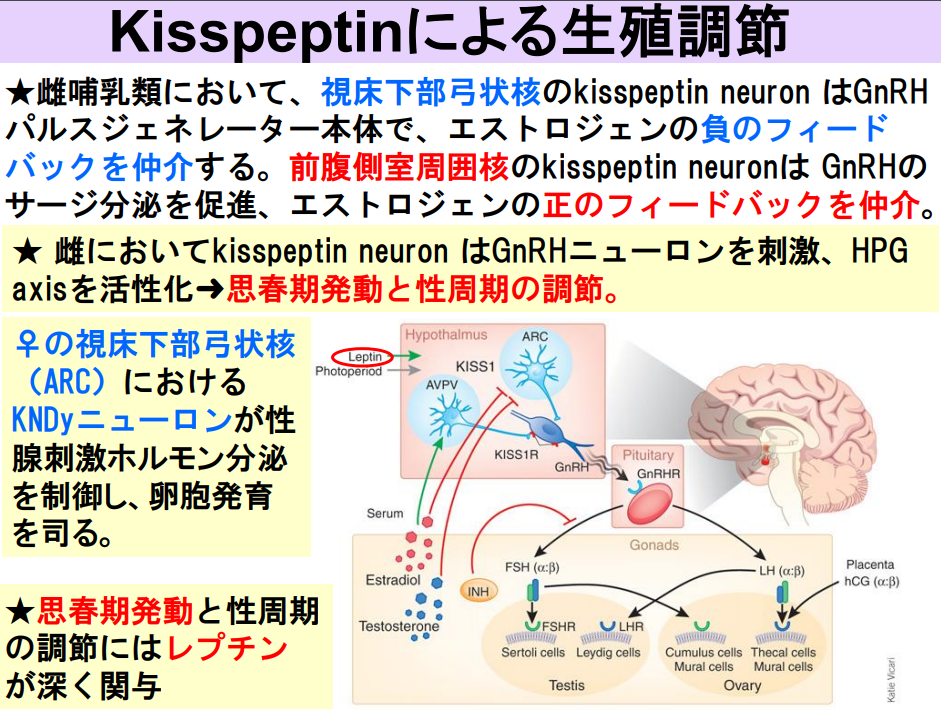 Kisspeptinによる生殖調節
★雌哺乳類において、視床下部弓状核のkisspeptin neuron はGnRH
パルスジェネレーター本体で、エストロジェンの負のフィード
バックを仲介する。前腹側室周囲核のkisspeptin neuronは GnRHの
サージ分泌を促進、エストロジェンの正のフィードバックを仲介。
★ 雌においてkisspeptin neuron はGnRHニューロンを刺激、HPG
axisを活性化➜思春期発動と性周期の調節。
♀の視床下部弓状核
（ARC）における
KNDyニューロンが性
腺刺激ホルモン分泌
を制御し、卵胞発育
を司る。
★思春期発動と性周期
の調節にはレプチン
が深く関与
Hypothalmus
ARC
Leptin
KISS1
Photoperiod
AVPV
KISS1R
GnRH
Pituitary
GnRHR
Serum
Gonads
Estradiol
Testosterone
INH
FSH (α:β)
LH (α:β)
Placenta
hCG (α:β)
FSHR
LHR
Sertoli cells
Leydig cells
Cumulus cells
Mural cells
Thecal cells
Mural cells
Testis
Ovary
Katie Vicari